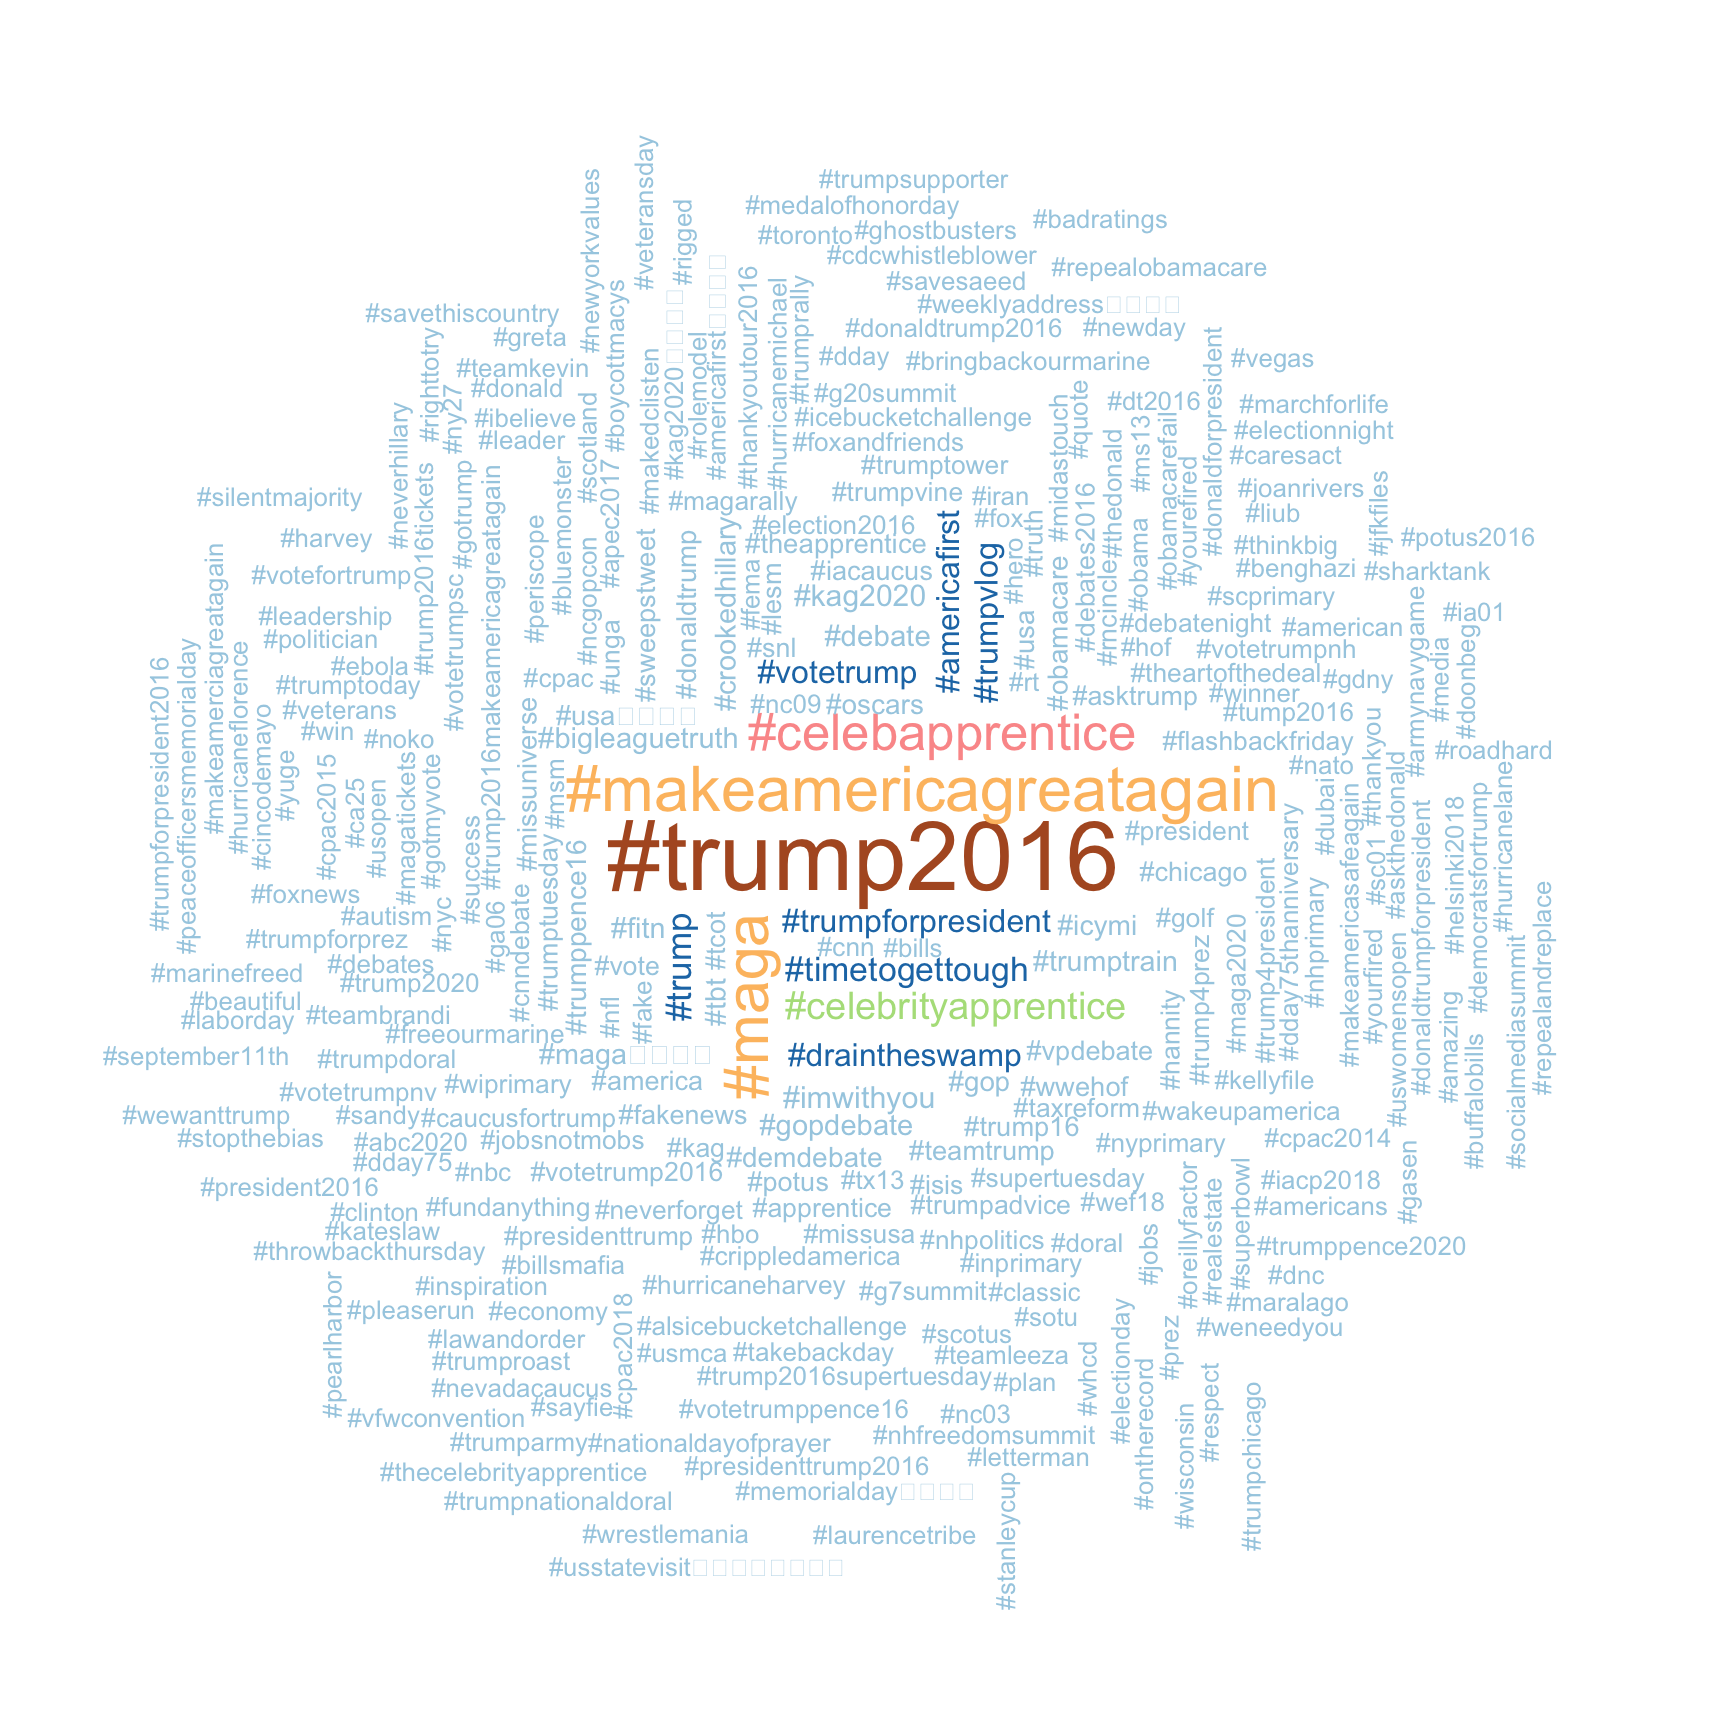 #trumpsupporter
#medalofhonorday
#badratings
#toronto
#ghostbusters
#cdcwhistleblower
#repealobamacare
#savesaeed
#weeklyaddress
#savethiscountry
#greta
#newyorkvalues
#veteransday
#rigged
#donaldtrump2016
#newday
#teamkevin
#donald
#ibelieve
#leader
#righttotry
#ny27
#neverhillary
#scotland
#boycottmacys
#makedclisten
#kag2020
#rolemodel
#americafirst
#thankyoutour2016
#hurricanemichael
#trumprally
#dday
#bringbackourmarine
#vegas
#g20summit
#icebucketchallenge
#foxandfriends
#dt2016
#marchforlife
#electionnight
#quote
#midastouch
#thedonald
#ms13
#obamacarefail
#yourefired
#donaldforpresident
#caresact
#joanrivers
#liub
#jfkfiles
#trumptower
#magarally
#trumpvine
#iran
#silentmajority
#harvey
#votefortrump
#trump2016tickets
#gotrump
#trump2016makeamericagreatagain
#periscope
#bluemonster
#apec2017
#election2016
#fox
#theapprentice
#iacaucus
#thinkbig
#benghazi
#potus2016
#sharktank
#leadership
#politician
#ebola
#trumptoday
#veterans
#win
#noko
#votetrumpsc
#ncgopcon
#unga
#sweepstweet
#donaldtrump
#crookedhillary
#fema
#lesm
#kag2020
#americafirst
#trumpvlog
#hero
#truth
#usa
#rt
#obamacare
#debates2016
#rncincle
#obama
#scprimary
#debatenight
#american
#ia01
#cpac
#snl
#debate
#votetrump
#hof
#votetrumpnh
#theartofthedeal
#gdny
#asktrump
#winner
#media
#doonbeg
#armynavygame
#usa
#nc09
#oscars
#tump2016
#bigleaguetruth
#celebapprentice
#flashbackfriday
#nato
#roadhard
#trumpforpresident2016
#peaceofficersmemorialday
#makeamerciagreatagain
#hurricaneflorence
#cincodemayo
#yuge
#cpac2015
#ca25
#usopen
#magatickets
#gotmyvote
#success
#missuniverse
#msm
#makeamericagreatagain
#trump2016
#president
#chicago
#dubai
#thankyou
#sc01
#askthedonald
#foxnews
#autism
#nyc
#ga06
#cnndebate
#trumptuesday
#trumppence16
#trumpforprez
#debates
#marinefreed
#trump2020
#beautiful
#laborday
#teambrandi
#freeourmarine
#september11th
#trumpdoral
#maga
#fitn
#vote
#nfl
#fake
#trump
#tcot
#tbt
#maga
#trumpforpresident
#icymi
#golf
#cnn
#bills
#timetogettough
#trumptrain
#celebrityapprentice
#draintheswamp
#vpdebate
#hannity
#trump4prez
#maga2020
#trump4president
#dday75thanniversary
#nhprimary
#makeamericasafeagain
#yourfired
#uswomensopen
#donaldtrumpforpresident
#amazing
#helsinki2018
#buffalobills
#democratsfortrump
#hurricanelane
#socialmediasummit
#repealandreplace
#votetrumpnv
#wiprimary
#america
#imwithyou
#gop
#wwehof
#kellyfile
#wewanttrump
#sandy
#caucusfortrump
#fakenews
#taxreform
#wakeupamerica
#stopthebias
#abc2020
#jobsnotmobs
#kag
#gopdebate
#trump16
#nyprimary
#cpac2014
#dday75
#nbc
#votetrump2016
#demdebate
#teamtrump
#president2016
#potus
#tx13
#isis
#supertuesday
#iacp2018
#gasen
#clinton
#fundanything
#neverforget
#apprentice
#trumpadvice
#wef18
#americans
#kateslaw
#presidenttrump
#hbo
#missusa
#nhpolitics
#doral
#jobs
#oreillyfactor
#realestate
#superbowl
#throwbackthursday
#billsmafia
#crippledamerica
#inprimary
#trumppence2020
#dnc
#inspiration
#hurricaneharvey
#g7summit
#classic
#maralago
#pearlharbor
#pleaserun
#economy
#sotu
#weneedyou
#lawandorder
#cpac2018
#alsicebucketchallenge
#scotus
#trumproast
#usmca
#takebackday
#teamleeza
#whcd
#electionday
#prez
#nevadacaucus
#trump2016supertuesday
#plan
#vfwconvention
#sayfie
#votetrumppence16
#nc03
#ontherecord
#wisconsin
#respect
#trumpchicago
#trumparmy
#nationaldayofprayer
#nhfreedomsummit
#thecelebrityapprentice
#presidenttrump2016
#letterman
#trumpnationaldoral
#memorialday
#stanleycup
#wrestlemania
#laurencetribe
#usstatevisit